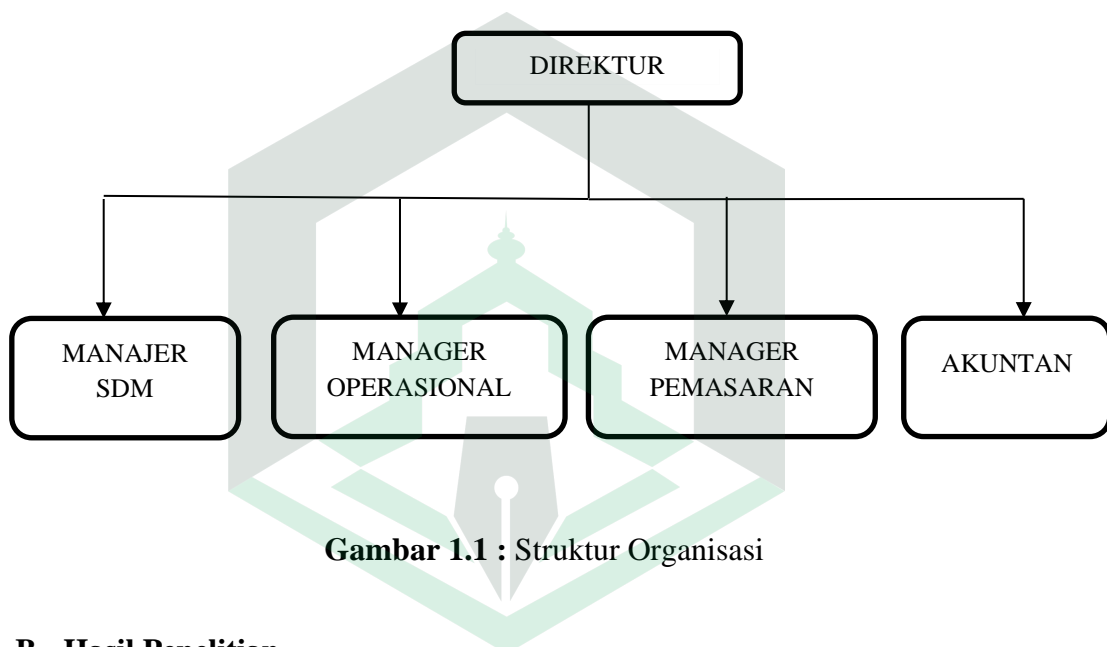 DIREKTUR
MANAJER
SDM
MANAGER
OPERASIONAL
MANAGER
PEMASARAN
AKUNTAN
Gambar 1.1 : Struktur Organisasi
B. Hasil Penelitian